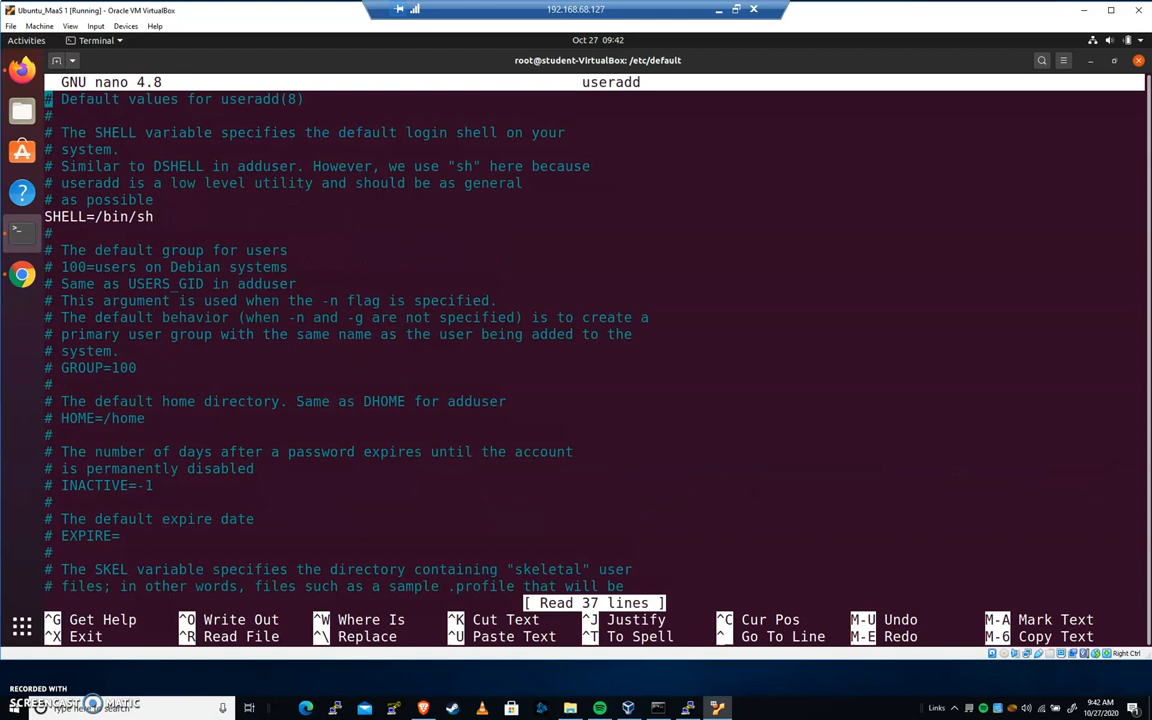 Ubuntu_MaaS 1 [Running] - Oracle VM VirtualBox
192.168.68.127
File Machine View Input Devices Help
Activities Terminal Oct 27 09:42
root@student-VirtualBox: /etc/default
GNU nano 4.8 useradd
# Default values for useradd(8)
#
# The SHELL variable specifies the default login shell on your
# system.
# Similar to DSHELL in adduser. However, we use "sh" here because
# useradd is a low level utility and should be as general
# as possible
SHELL=/bin/sh
#
# The default group for users
# 100=users on Debian systems
# Same as USERS_GID in adduser
# This argument is used when the -n flag is specified.
# The default behavior (when -n and -g are not specified) is to create a
# primary user group with the same name as the user being added to the
# system.
# GROUP=100
#
# The default home directory. Same as DHOME for adduser
# HOME=/home
#
# The number of days after a password expires until the account
# is permanently disabled
# INACTIVE=-1
#
# The default expire date
# EXPIRE=
#
# The SKEL variable specifies the directory containing "skeletal" user
# files; in other words, files such as a sample .profile that will be
[ Read 37 lines ]
^G Get Help ^O Write Out ^W Where Is ^K Cut Text ^J Justify ^C Cur Pos M-U Undo M-A Mark Text
^X Exit ^R Read File ^\ Replace ^U Paste Text ^T To Spell ^_ Go To Line M-E Redo M-6 Copy Text
Right Ctrl
RECORDED WITH
SCREENCAST MATIC
Type here to search
Links
9:42 AM
10/27/2020